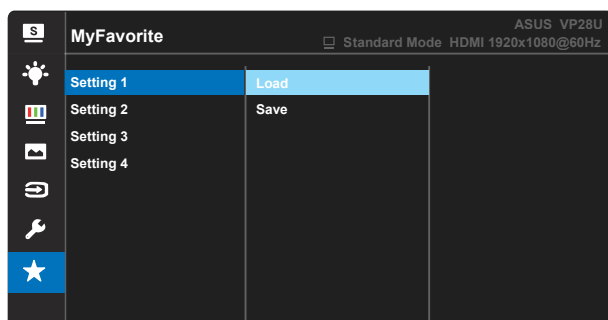 S
MyFavorite
ASUS VP28U
Standard Mode HDMI 1920x1080@60Hz
Setting 1 Load
Setting 2 Save
Setting 3
Setting 4